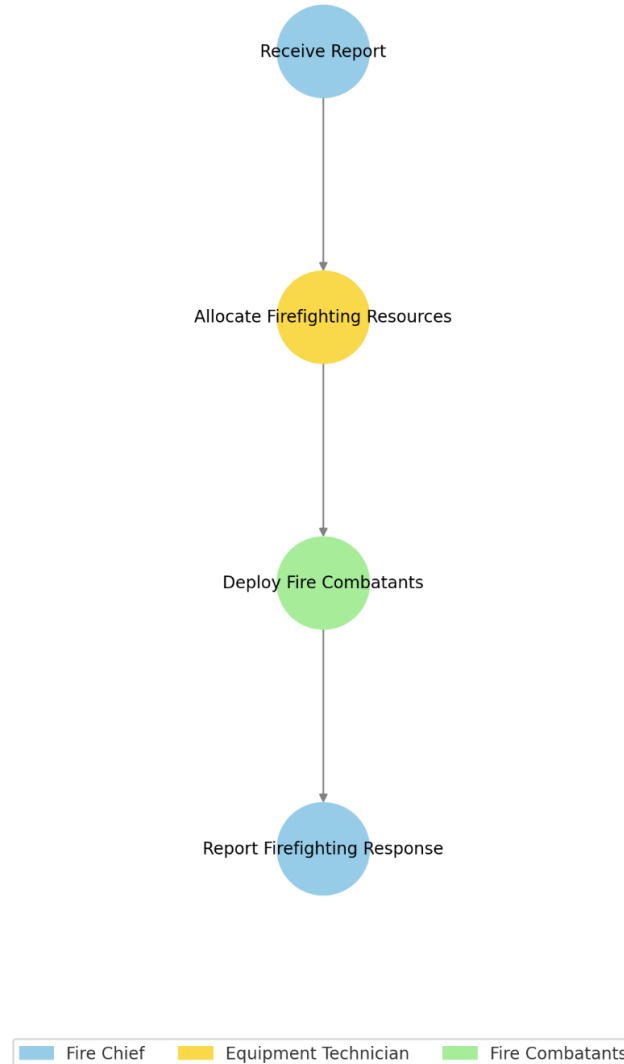 Receive Report
Allocate Firefighting Resources
Deploy Fire Combatants
Report Firefighting Response
Fire Chief Equipment Technician Fire Combatants